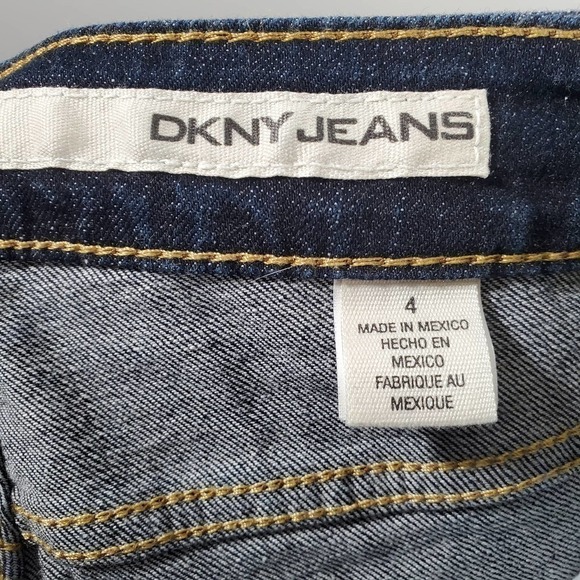 DKNY JEANS
4
MADE IN MEXICO
HECHO EN
MEXICO
FABRIQUE AU
MEXIQUE